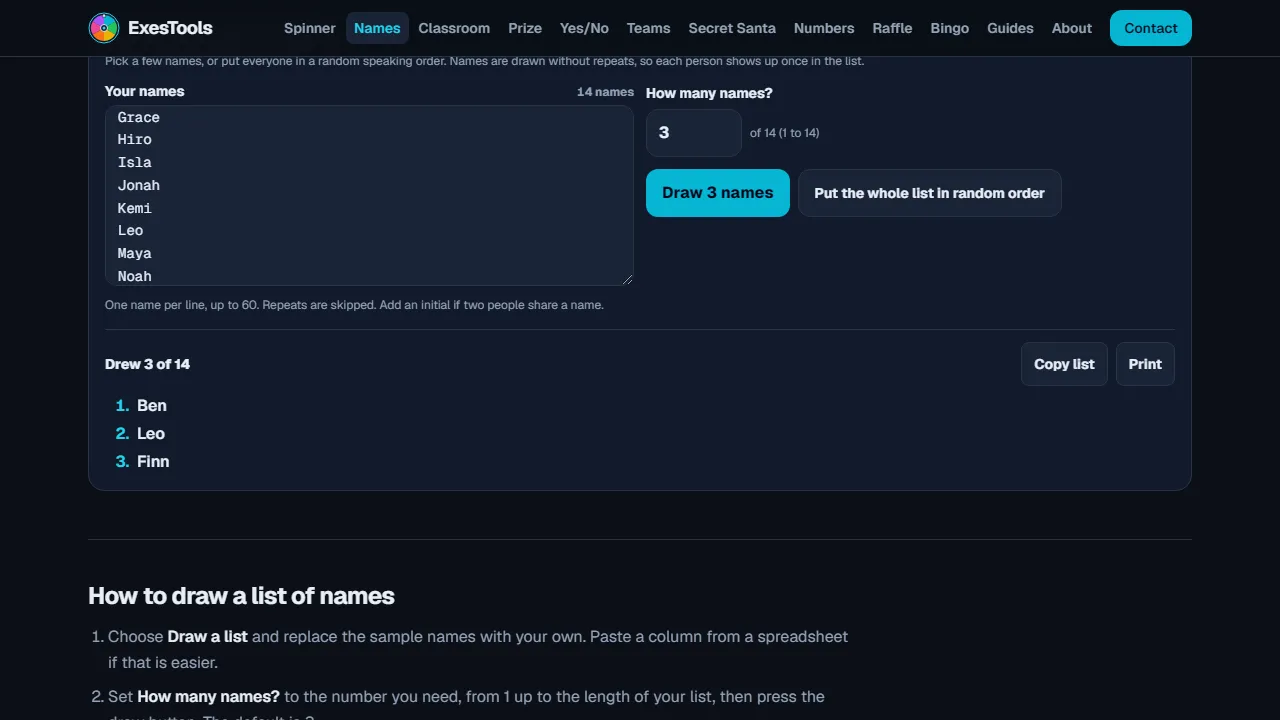 ExesTools
Spinner Names Classroom Prize Yes/No Teams Secret Santa Numbers Raffle Bingo Guides About Contact
Pick a few names, or put everyone in a random speaking order. Names are drawn without repeats, so each person shows up once in the list.
Your names 14 names
Grace
Hiro
Isla
Jonah
Kemi
Leo
Maya
Noah
One name per line, up to 60. Repeats are skipped. Add an initial if two people share a name.
How many names?
3 of 14 (1 to 14)
Draw 3 names Put the whole list in random order
Drew 3 of 14 Copy list Print
1. Ben
2. Leo
3. Finn
How to draw a list of names
1. Choose Draw a list and replace the sample names with your own. Paste a column from a spreadsheet
if that is easier.
2. Set How many names? to the number you need, from 1 up to the length of your list, then press the
draw button. The default is 3.